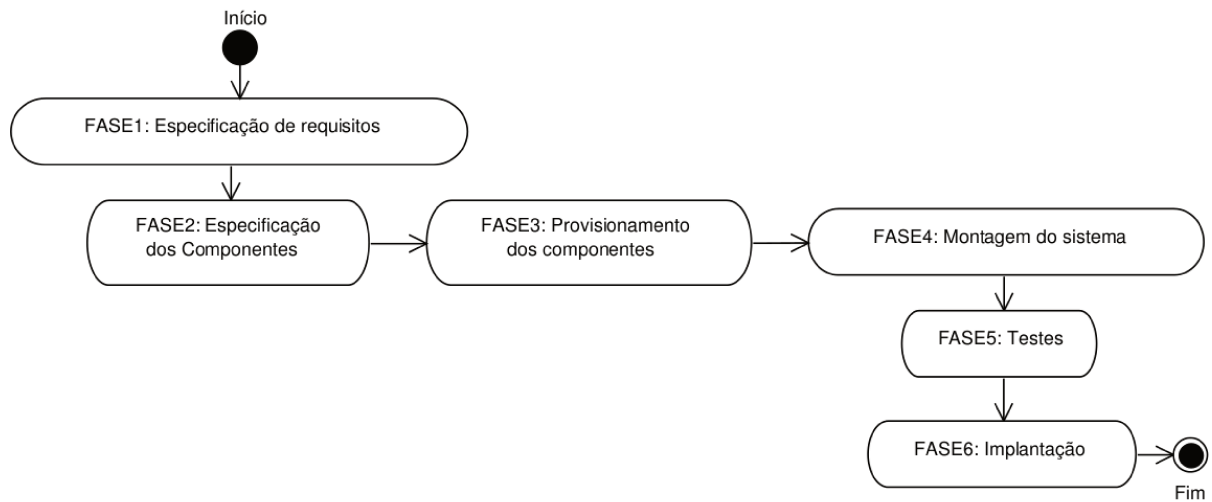 Início
FASE1: Especificação de requisitos
FASE2: Especificação
dos Componentes
FASE3: Provisionamento
dos componentes
FASE4: Montagem do sistema
FASE5: Testes
FASE6: Implantação
Fim